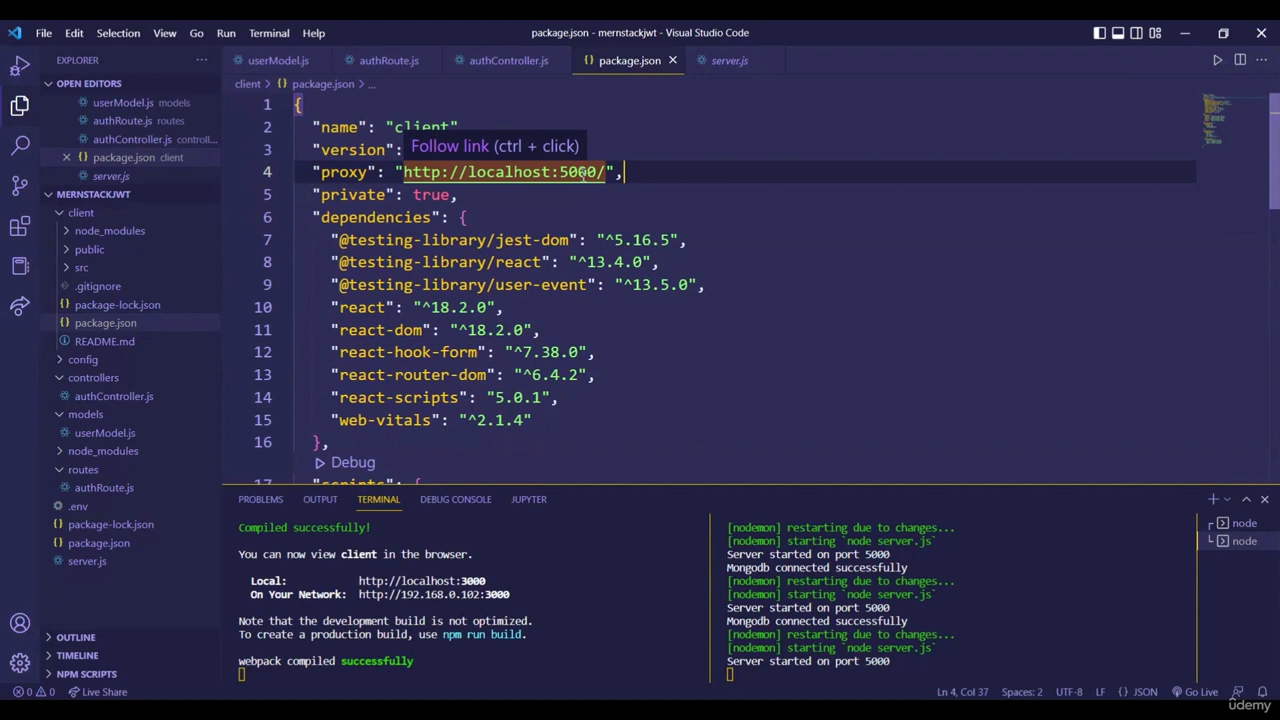 File Edit Selection View Go Run Terminal Help
package.json - mernstackjwt - Visual Studio Code
EXPLORER
OPEN EDITORS
userModel.js models
authRoute.js routes
authController.js controll...
package.json client
server.js
MERNSTACKJWT
client
node_modules
public
src
.gitignore
package-lock.json
package.json
README.md
config
controllers
authController.js
models
userModel.js
node_modules
routes
authRoute.js
.env
package-lock.json
package.json
server.js
OUTLINE
TIMELINE
NPM SCRIPTS
userModel.js authRoute.js authController.js package.json server.js
client > {} package.json > ...
1 {
2 "name": "client"
Follow link (ctrl + click)
3 "version":
4 "proxy": "http://localhost:5000/",
5 "private": true,
6 "dependencies": {
7 "@testing-library/jest-dom": "^5.16.5",
8 "@testing-library/react": "^13.4.0",
9 "@testing-library/user-event": "^13.5.0",
10 "react": "^18.2.0",
11 "react-dom": "^18.2.0",
12 "react-hook-form": "^7.38.0",
13 "react-router-dom": "^6.4.2",
14 "react-scripts": "5.0.1",
15 "web-vitals": "^2.1.4"
16 },
Debug
17 "scripts": {
PROBLEMS OUTPUT TERMINAL DEBUG CONSOLE JUPYTER
Compiled successfully!
You can now view client in the browser.
Local: http://localhost:3000
On Your Network: http://192.168.0.102:3000
Note that the development build is not optimized.
To create a production build, use npm run build.
webpack compiled successfully
[nodemon] restarting due to changes...
[nodemon] starting `node server.js`
Server started on port 5000
Mongodb connected successfully
[nodemon] restarting due to changes...
[nodemon] starting `node server.js`
Server started on port 5000
Mongodb connected successfully
[nodemon] restarting due to changes...
[nodemon] starting `node server.js`
Server started on port 5000
node
node
0 0 Live Share
Ln 4, Col 37 Spaces: 2 UTF-8 LF {} JSON Go Live
ûdemy